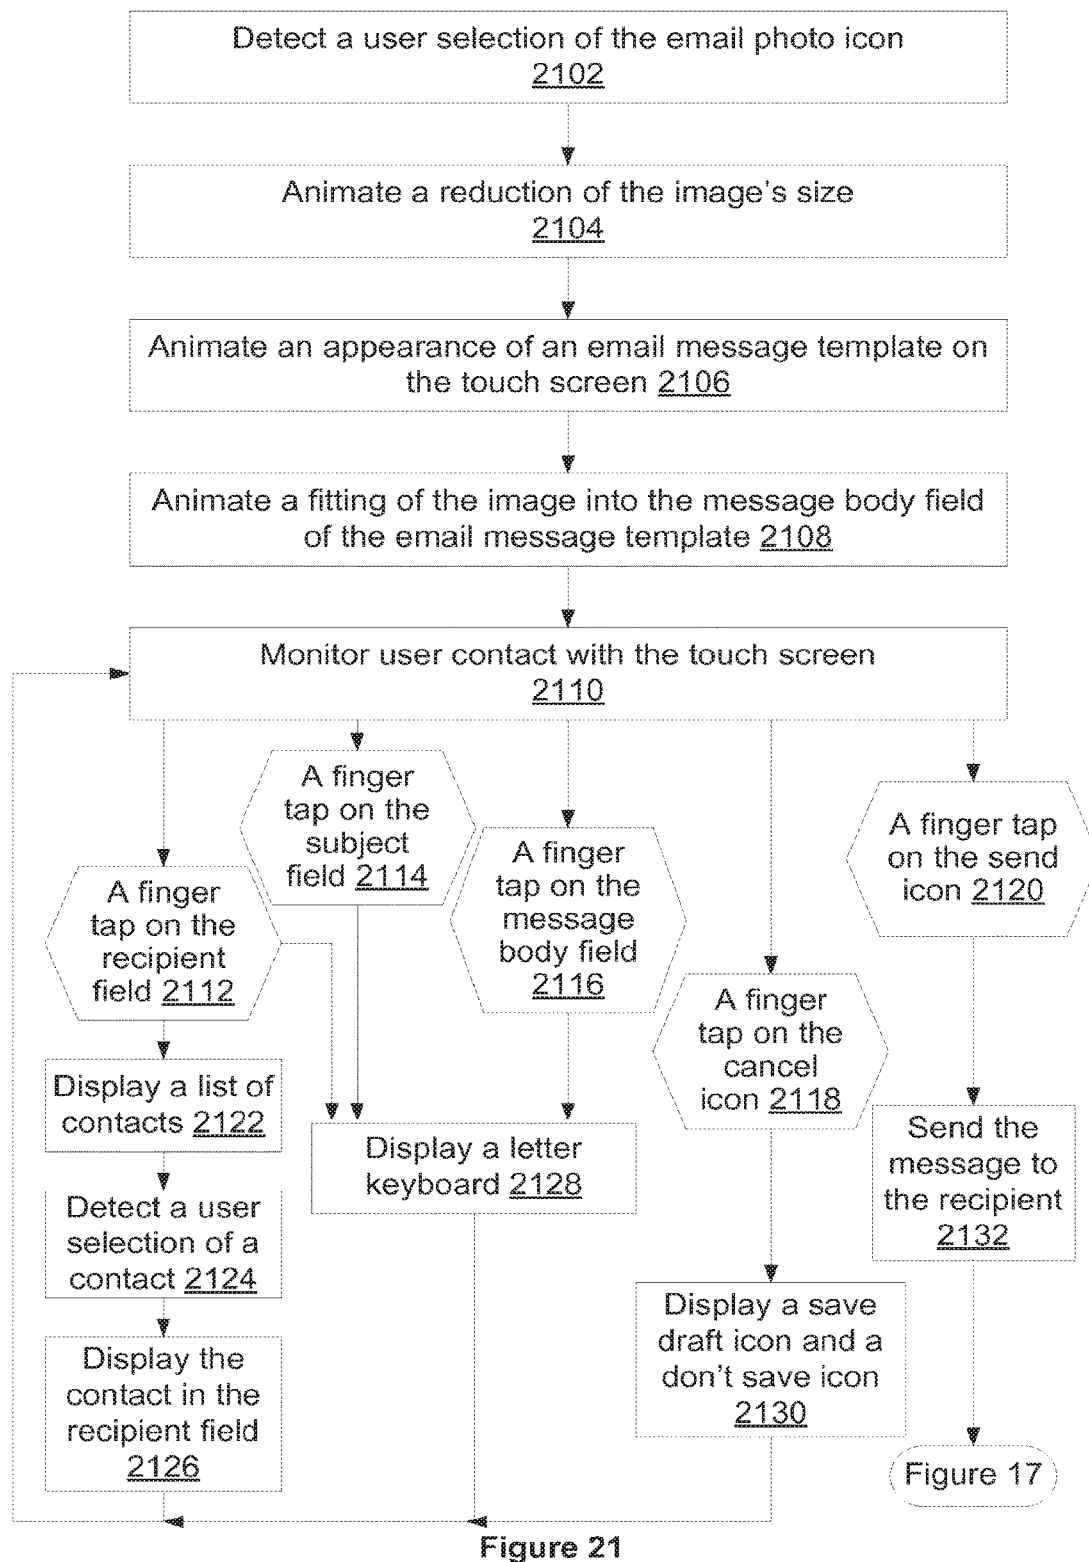 Detect a user selection of the email photo icon
2102
Animate a reduction of the image's size
2104
Animate an appearance of an email message template on
the touch screen 2106
Animate a fitting of the image into the message body field
of the email message template 2108
Monitor user contact with the touch screen
2110
A finger
tap on the
recipient
field 2112
A finger
tap on the
subject
field 2114
A finger
tap on the
message
body field
2116
A finger
tap on the
cancel
icon 2118
A finger tap
on the send
icon 2120
Display a list of
contacts 2122
Detect a user
selection of a
contact 2124
Display the
contact in the
recipient field
2126
Display a letter
keyboard 2128
Display a save
draft icon and a
don't save icon
2130
Send the
message to
the recipient
2132
Figure 17
Figure 21